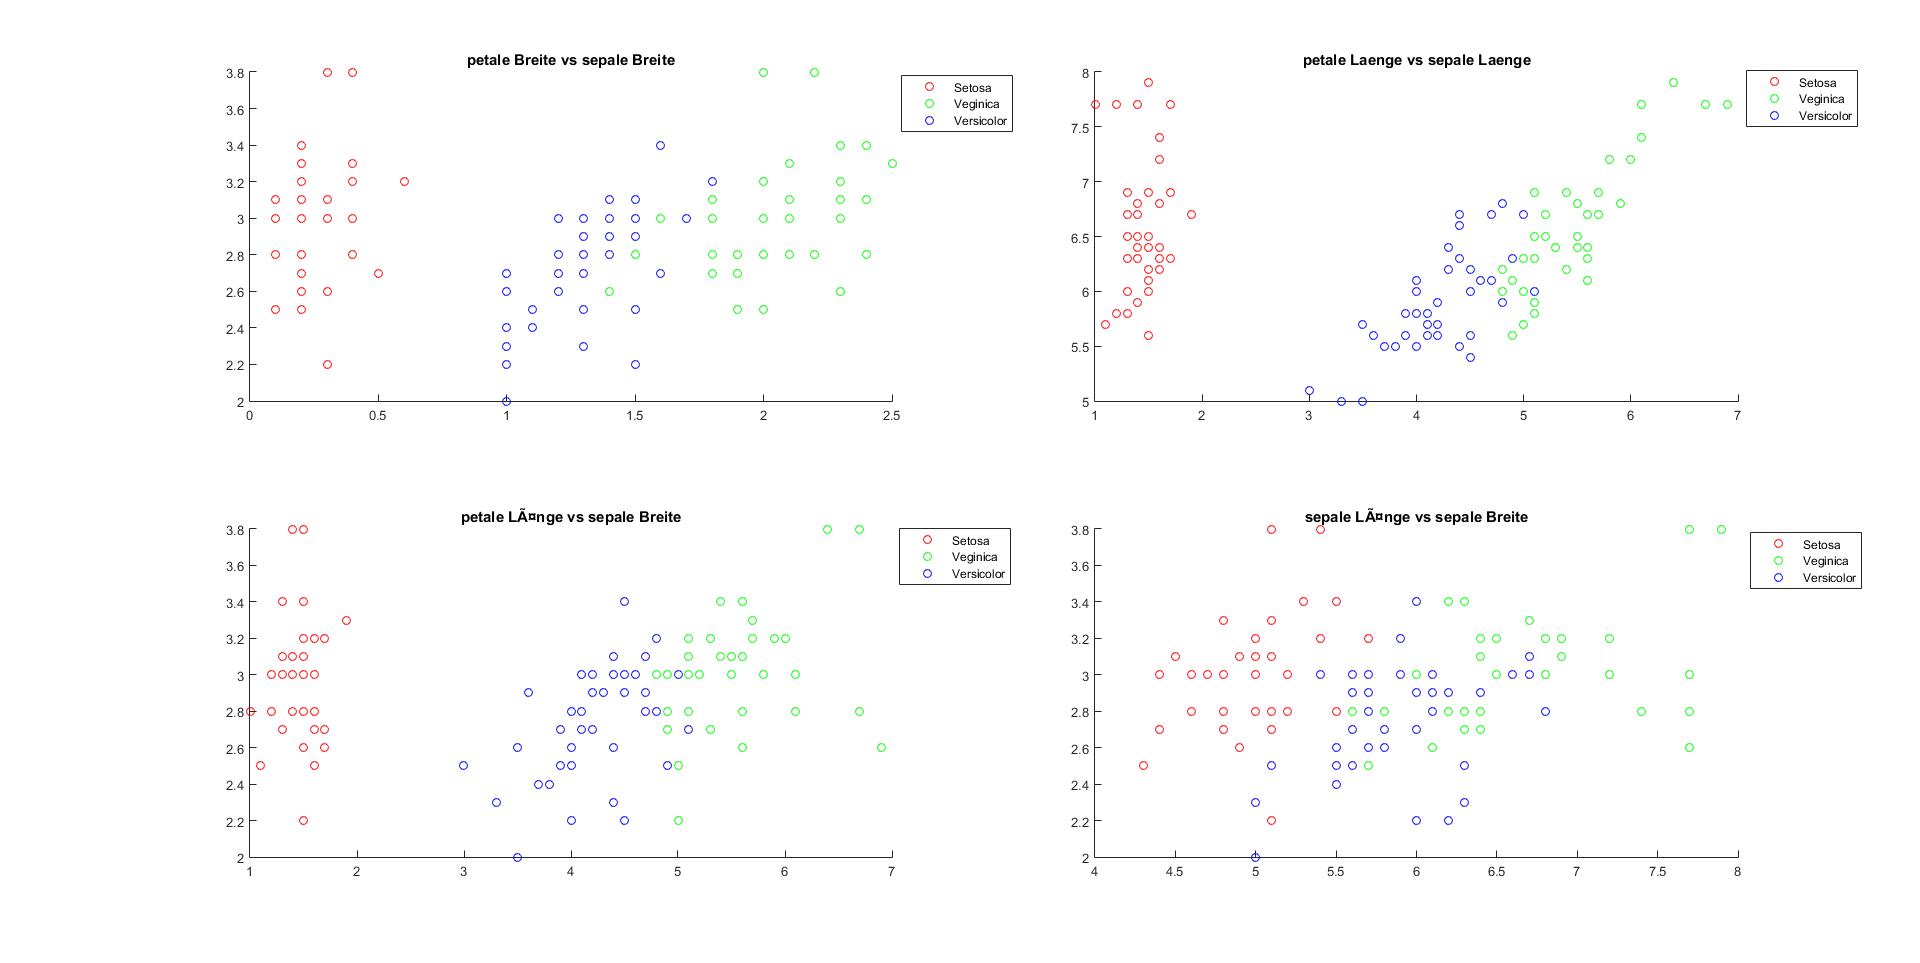 petale Breite vs sepale Breite
3.8
3.6
3.4
3.2
3
2.8
2.6
2.4
2.2
2
0 0.5 1 1.5 2 2.5
Setosa
Veginica
Versicolor
petale Laenge vs sepale Laenge
8
7.5
7
6.5
6
5.5
5
1 2 3 4 5 6 7
Setosa
Veginica
Versicolor
petale LÃ¤nge vs sepale Breite
3.8
3.6
3.4
3.2
3
2.8
2.6
2.4
2.2
2
1 2 3 4 5 6 7
Setosa
Veginica
Versicolor
sepale LÃ¤nge vs sepale Breite
3.8
3.6
3.4
3.2
3
2.8
2.6
2.4
2.2
2
4 4.5 5 5.5 6 6.5 7 7.5 8
Setosa
Veginica
Versicolor